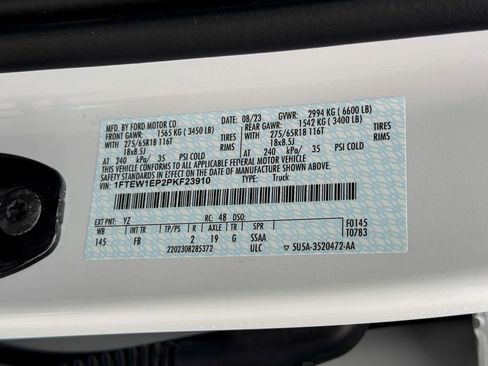 MFD. BY FORD MOTOR CO. DATE: 08/23 GVWR: 2994 KG (6600 LB)
FRONT GAWR: 1565 KG (3450 LB) REAR GAWR: 1542 KG (3400 LB)
WITH 275/65R18 116T TIRES WITH 275/65R18 116T TIRES
18x8.5J RIMS 18x8.5J RIMS
AT 240 kPa/ 35 PSI COLD AT 240 kPa/ 35 PSI COLD
THIS VEHICLE CONFORMS TO ALL APPLICABLE FEDERAL MOTOR VEHICLE
SAFETY STANDARDS IN EFFECT ON THE DATE OF MANUFACTURE SHOWN ABOVE.
1FTEW1EP2PKF23910 TYPE: Truck
EXT PNT: YZ RC: 48 DSO: F0145
WB INT TR TP/PS R AXLE TR SPR T0783
145 FB 2 19 G SSAA
2202308285372 ULC 5U5A-3520472-AA